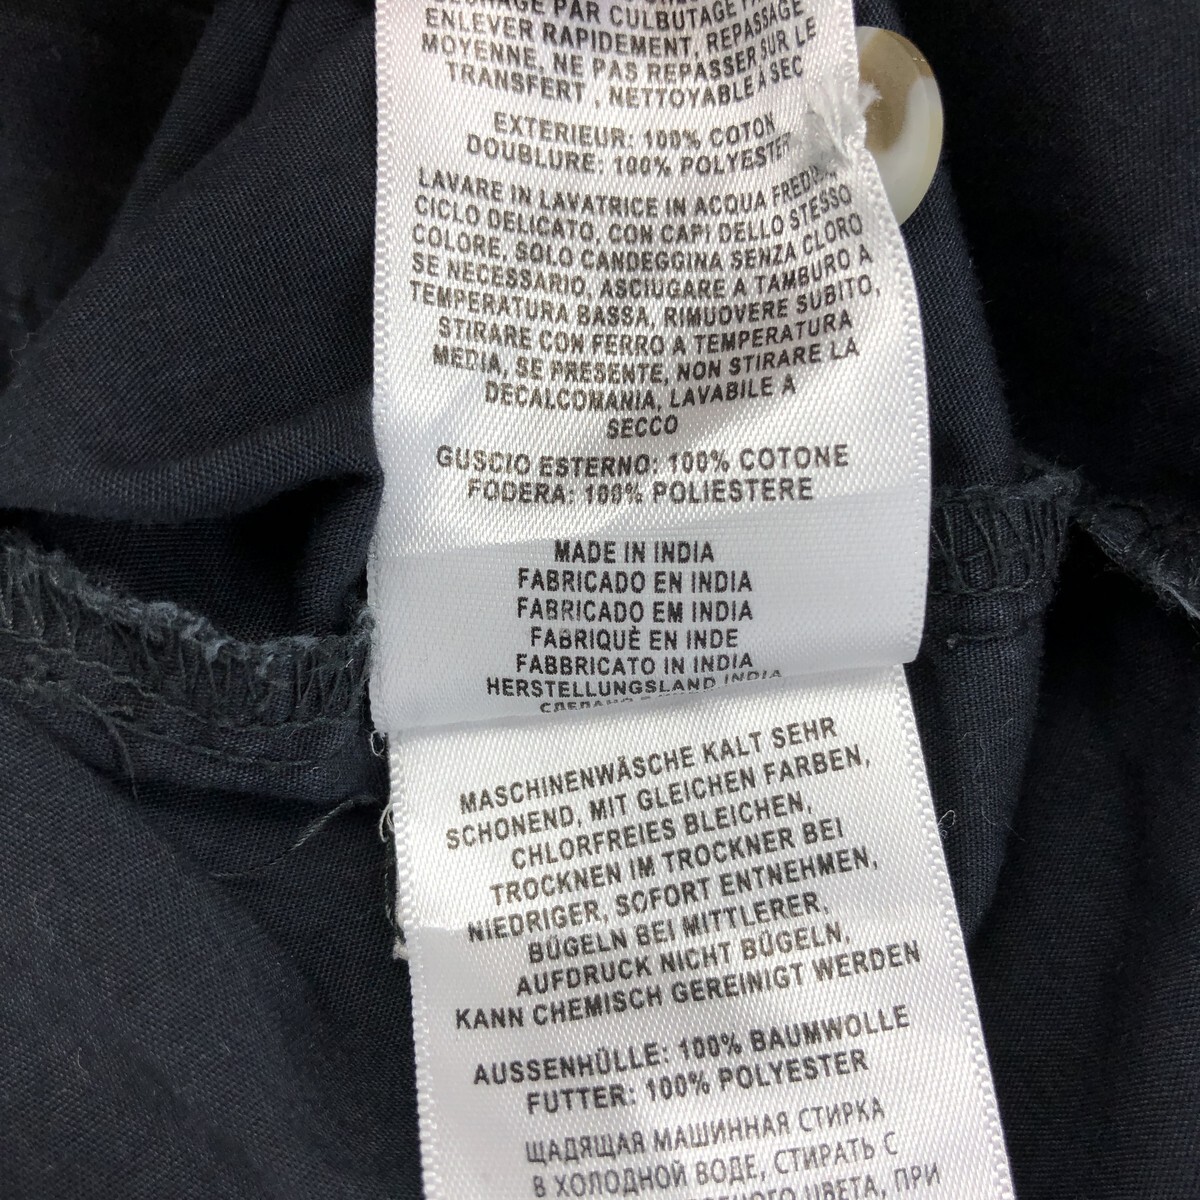 PAR CULBUTAGE
ENLEVER RAPIDEMENT, REPASSAGE
MOYENNE, NE PAS REPASSER SUR LE
TRANSFERT , NETTOYABLE A SEC
EXTERIEUR: 100% COTON
DOUBLURE: 100% POLYESTER
LAVARE IN LAVATRICE IN ACQUA
CICLO DELICATO, CON CAPI DELLO STESSO
COLORE, SOLO CANDEGGINA SENZA CLORO
SE NECESSARIO, ASCIUGARE A TAMBURO A
TEMPERATURA BASSA, RIMUOVERE SUBITO,
STIRARE CON FERRO A TEMPERATURA
MEDIA, SE PRESENTE, NON STIRARE LA
DECALCOMANIA, LAVABILE A
SECCO
GUSCIO ESTERNO: 100% COTONE
FODERA: 100% POLIESTERE
MADE IN INDIA
FABRICADO EN INDIA
FABRICADO EM INDIA
FABRIQUÈ EN INDE
FABBRICATO IN INDIA
HERSTELLUNGSLAND INDIA
MASCHINENWÄSCHE KALT SEHR
SCHONEND, MIT GLEICHEN FARBEN,
CHLORFREIES BLEICHEN,
TROCKNEN IM TROCKNER BEI
NIEDRIGER, SOFORT ENTNEHMEN,
BÜGELN BEI MITTLERER,
AUFDRUCK NICHT BÜGELN,
KANN CHEMISCH GEREINIGT WERDEN
AUSSENHÜLLE: 100% BAUMWOLLE
FUTTER: 100% POLYESTER
ЩАДЯЩАЯ МАШИННАЯ СТИРКА
В ХОЛОДНОЙ ВОДЕ, СТИРАТЬ С
ЦВЕТА, ПРИ